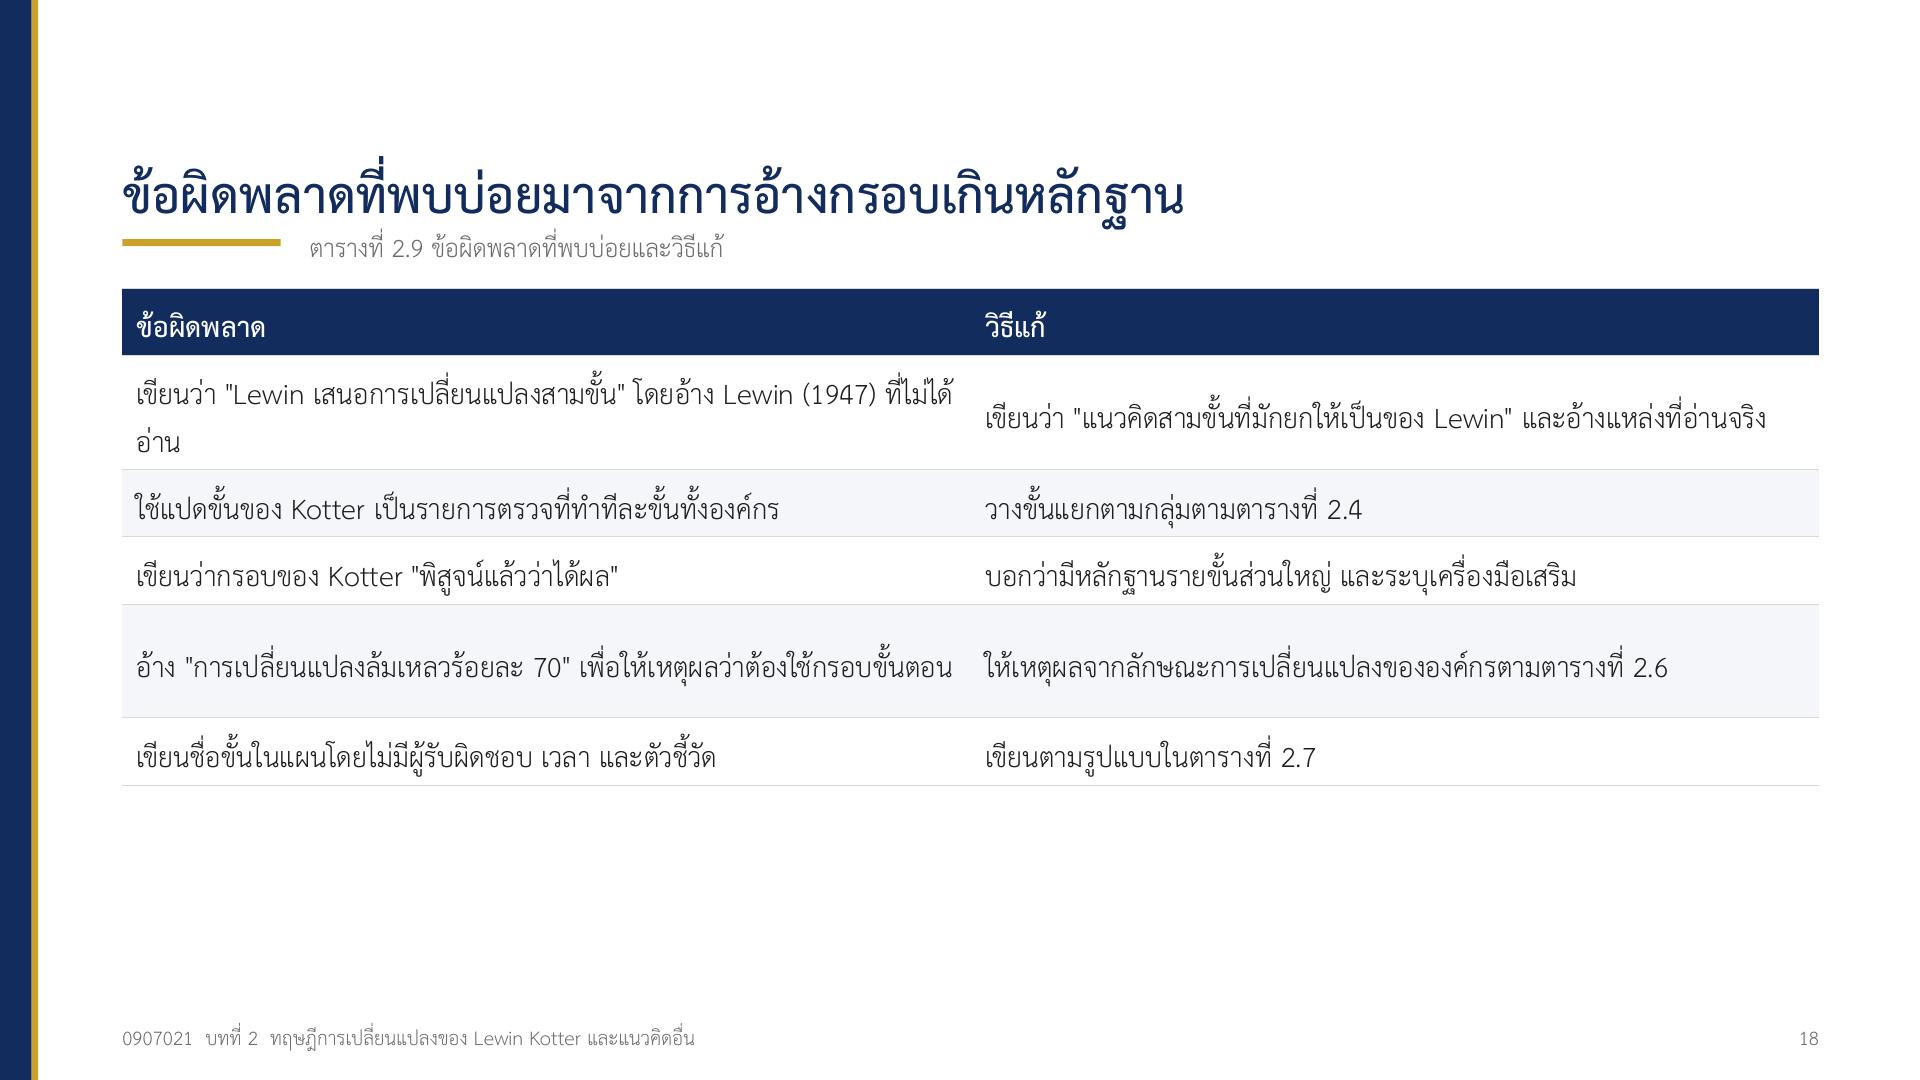 ข้อผิดพลาดที่พบบ่อยมาจากการอ้างกรอบเกินหลักฐาน
ตารางที่ 2.9 ข้อผิดพลาดที่พบบ่อยและวิธีแก้
ข้อผิดพลาด
วิธีแก้
เขียนว่า "Lewin เสนอการเปลี่ยนแปลงสามขั้น" โดยอ้าง Lewin (1947) ที่ไม่ได้
อ่าน
เขียนว่า "แนวคิดสามขั้นที่มักยกให้เป็นของ Lewin" และอ้างแหล่งที่อ่านจริง
ใช้แปดขั้นของ Kotter เป็นรายการตรวจที่ทำทีละขั้นทั้งองค์กร
วางขั้นแยกตามกลุ่มตามตารางที่ 2.4
เขียนว่ากรอบของ Kotter "พิสูจน์แล้วว่าได้ผล"
บอกว่ามีหลักฐานรายขั้นส่วนใหญ่ และระบุเครื่องมือเสริม
อ้าง "การเปลี่ยนแปลงล้มเหลวร้อยละ 70" เพื่อให้เหตุผลว่าต้องใช้กรอบขั้นตอน
ให้เหตุผลจากลักษณะการเปลี่ยนแปลงขององค์กรตามตารางที่ 2.6
เขียนชื่อขั้นในแผนโดยไม่มีผู้รับผิดชอบ เวลา และตัวชี้วัด
เขียนตามรูปแบบในตารางที่ 2.7
0907021 บทที่ 2 ทฤษฎีการเปลี่ยนแปลงของ Lewin Kotter และแนวคิดอื่น
18